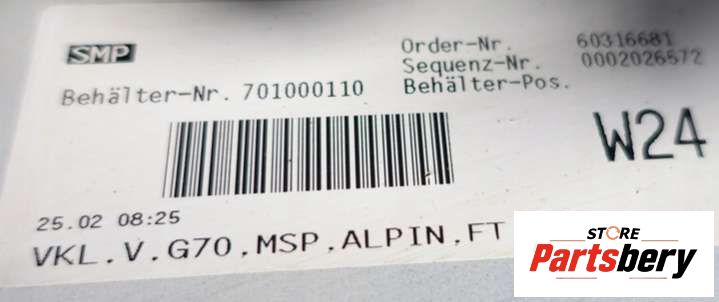 SMP
Order-Nr. 60316681
Sequenz-Nr. 0002026572
Behälter-Nr. 701000110
Behälter-Pos.
W24
25.02 08:25
VKL.V.G70,MSP,ALPIN,FT
STORE
Partsbery